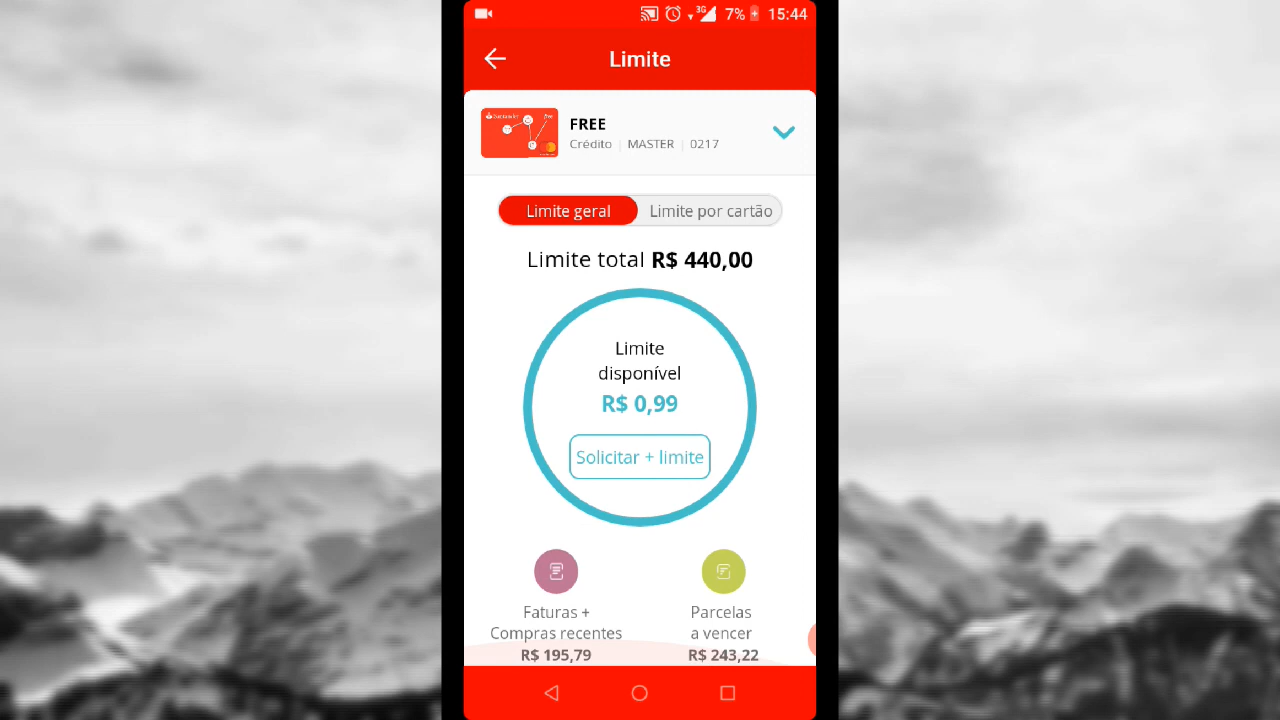 3G 7% 15:44
Limite
FREE
Crédito | MASTER | 0217
Limite geral Limite por cartão
Limite total R$ 440,00
Limite
disponível
R$ 0,99
Solicitar + limite
Faturas +
Compras recentes
R$ 195,79
Parcelas
a vencer
R$ 243,22